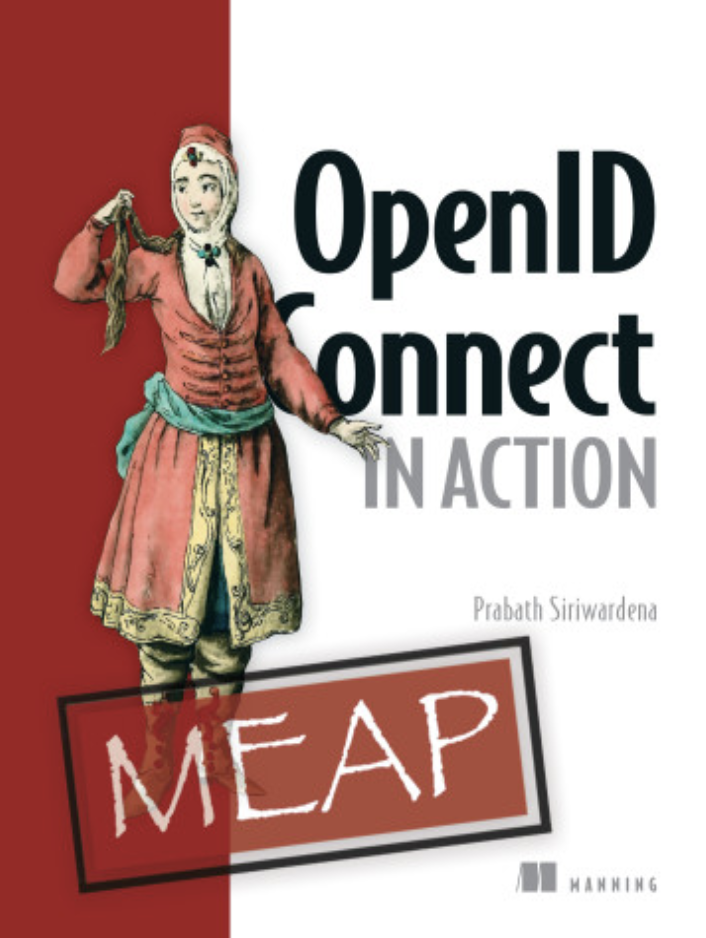 OpenID
Connect
IN ACTION
Prabath Siriwardena
MEAP
MANNING